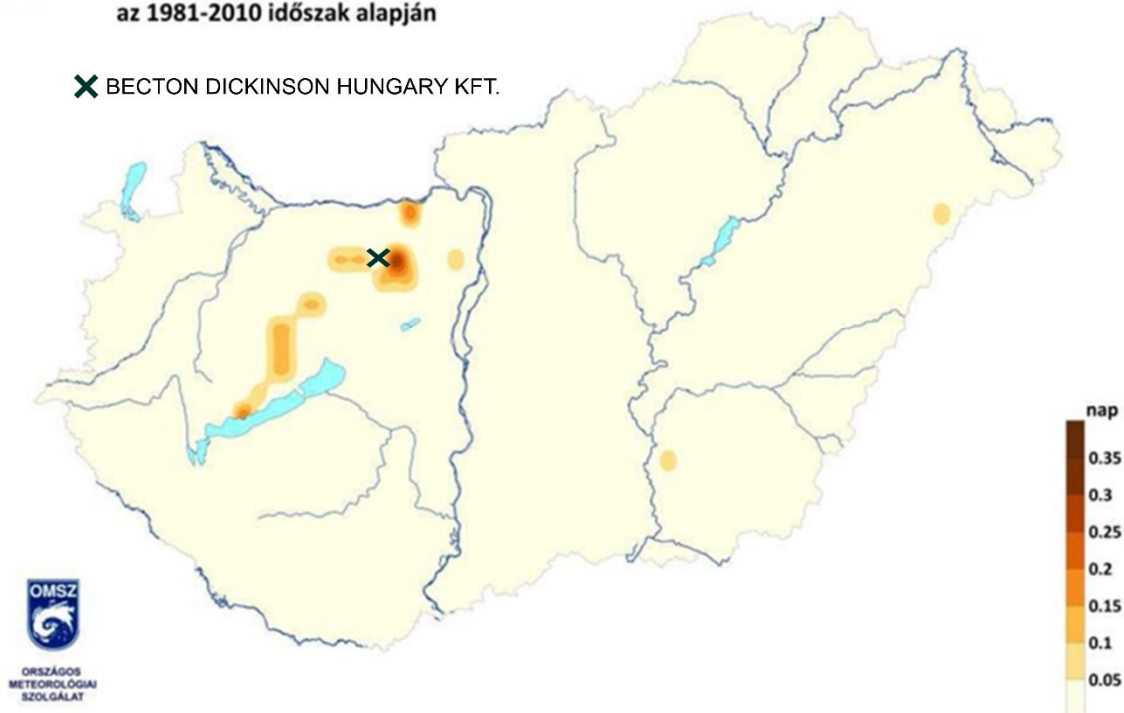 az 1981-2010 időszak alapján
BECTON DICKINSON HUNGARY KFT.
nap
0.35
0.3
0.25
0.2
0.15
0.1
0.05
OMSZ
ORSZÁGOS
METEOROLÓGIAI
SZOLGÁLAT